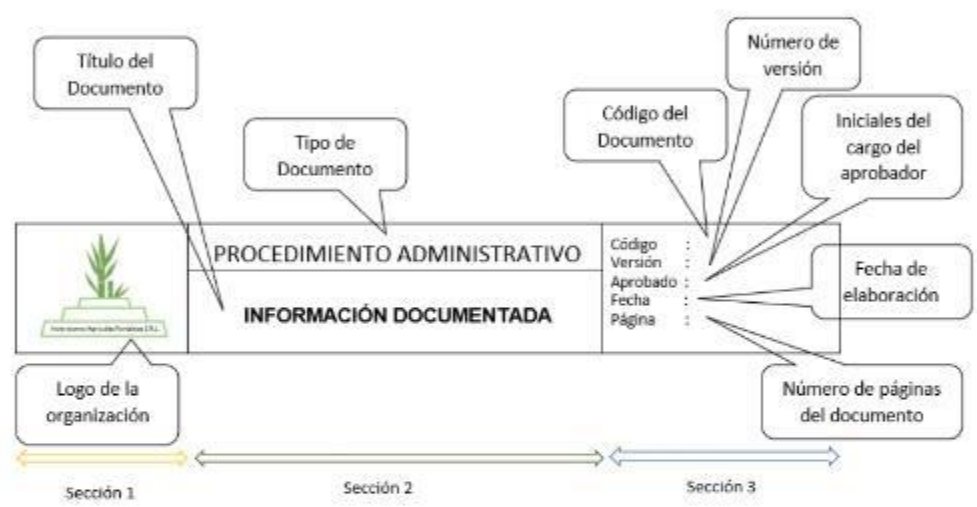 Número de
versión
Título del
Documento
Código del
Documento
Iniciales del
cargo del
aprobador
Tipo de
Documento
PROCEDIMIENTO ADMINISTRATIVO
INFORMACIÓN DOCUMENTADA
Código :
Versión :
Aprobado :
Fecha :
Página :
Fecha de
elaboración
Logo de la
organización
Número de páginas
del documento
Sección 1
Sección 2
Sección 3